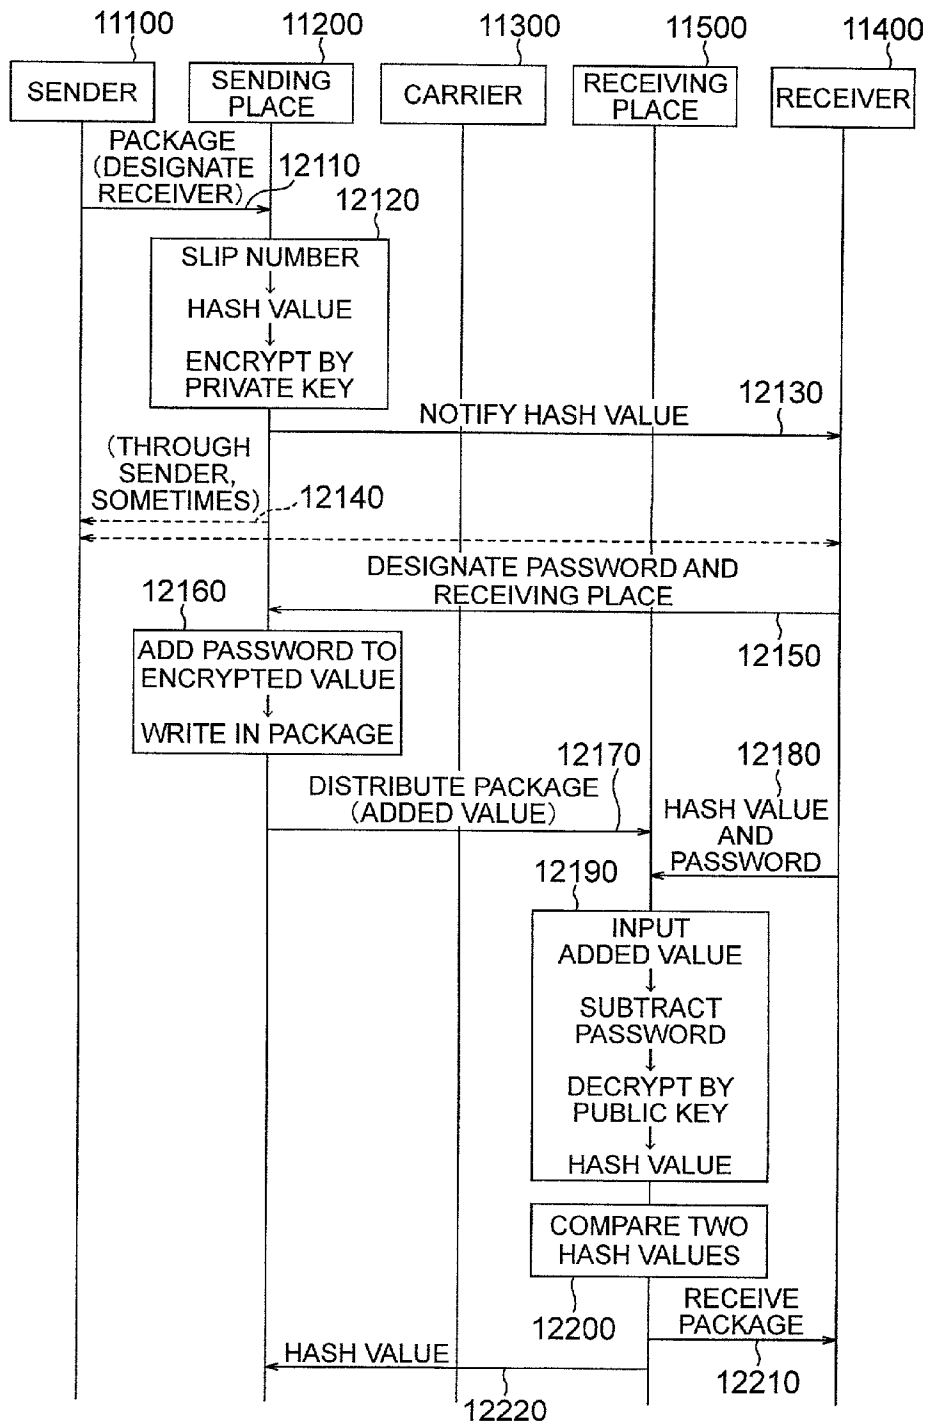 11100
11200
11300
11500
11400
SENDER
SENDING
PLACE
CARRIER
RECEIVING
PLACE
RECEIVER
PACKAGE
(DESIGNATE
RECEIVER)
12110
12120
SLIP NUMBER
HASH VALUE
ENCRYPT BY
PRIVATE KEY
NOTIFY HASH VALUE
12130
(THROUGH
SENDER,
SOMETIMES)
12140
DESIGNATE PASSWORD AND
RECEIVING PLACE
12150
12160
ADD PASSWORD TO
ENCRYPTED VALUE
WRITE IN PACKAGE
DISTRIBUTE PACKAGE
(ADDED VALUE)
12170
12180
HASH VALUE
AND
PASSWORD
12190
INPUT
ADDED VALUE
SUBTRACT
PASSWORD
DECRYPT BY
PUBLIC KEY
HASH VALUE
COMPARE TWO
HASH VALUES
12200
RECEIVE
PACKAGE
12210
HASH VALUE
12220